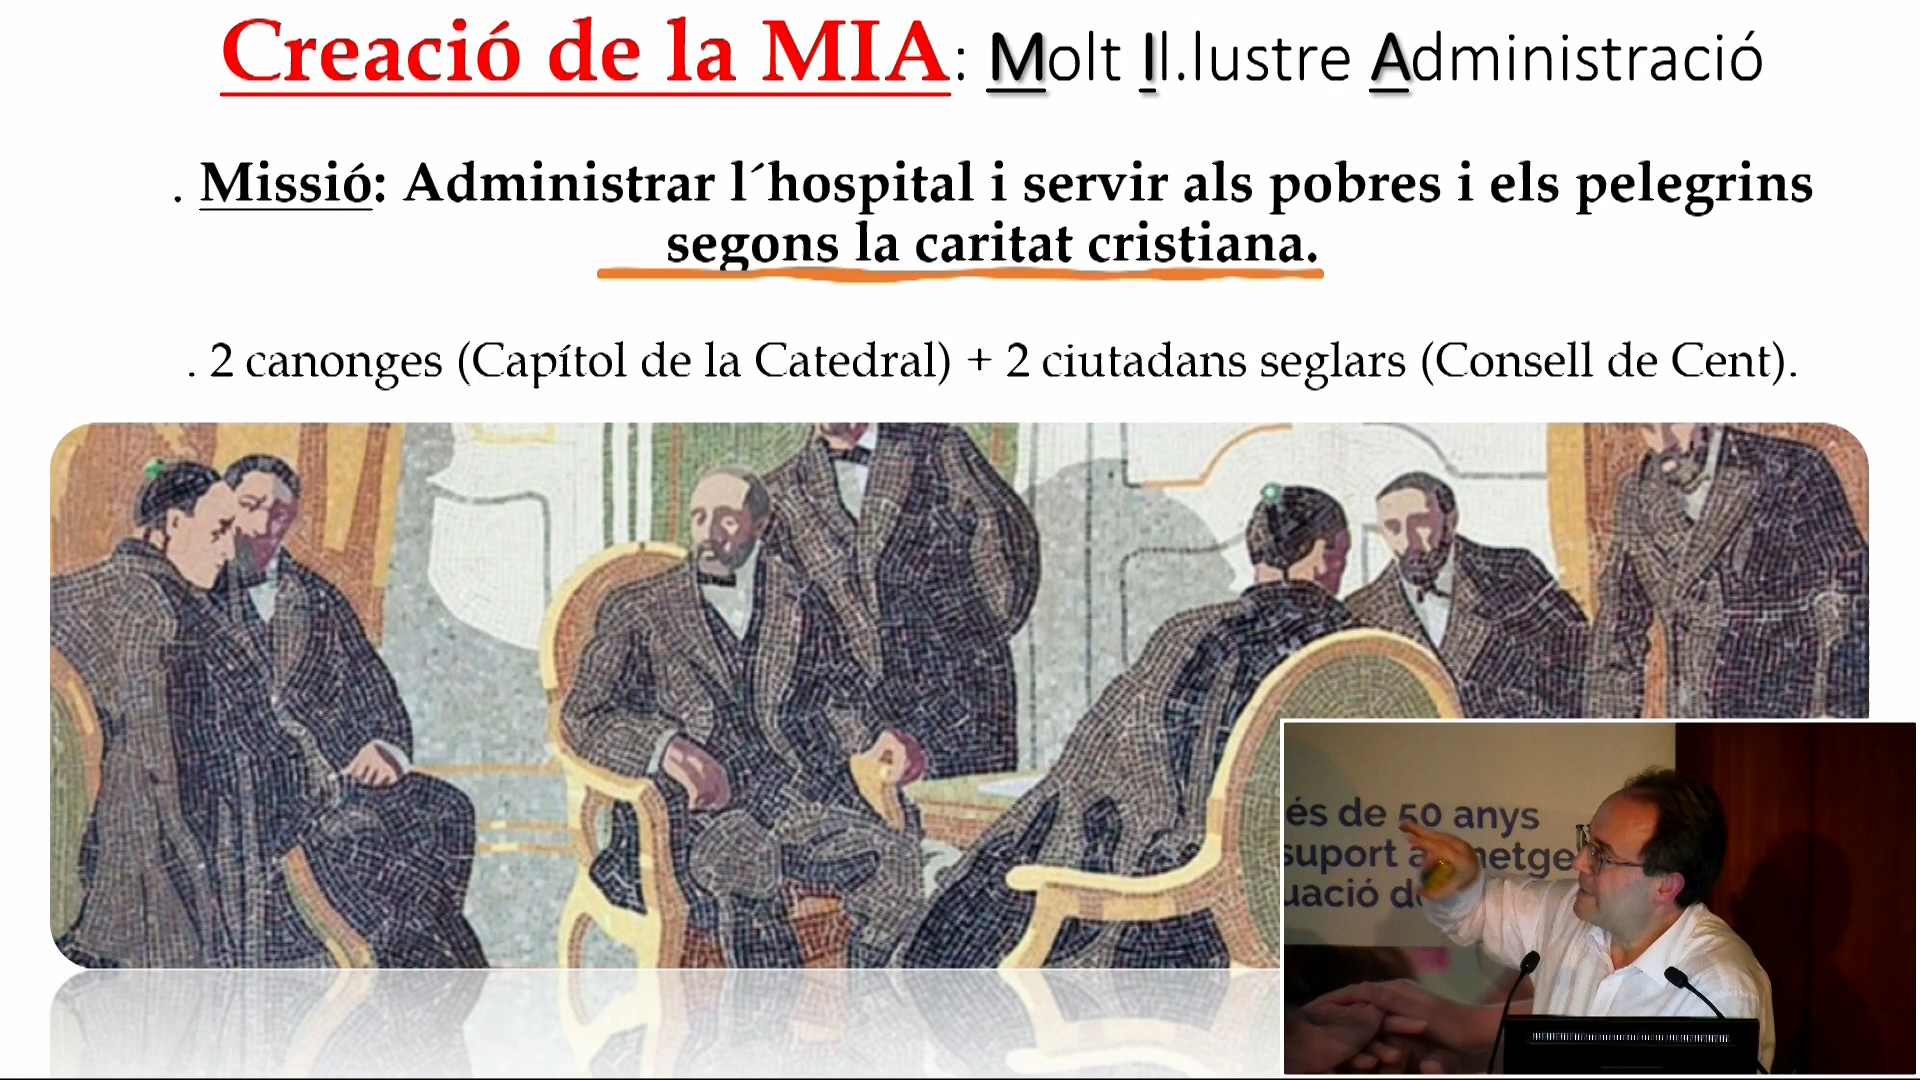 Creació de la MIA: Molt Il.lustre Administració
. Missió: Administrar l´hospital i servir als pobres i els pelegrins
segons la caritat cristiana.
. 2 canonges (Capítol de la Catedral) + 2 ciutadans seglars (Consell de Cent).
és de 50 anys
suport a metge
uació d